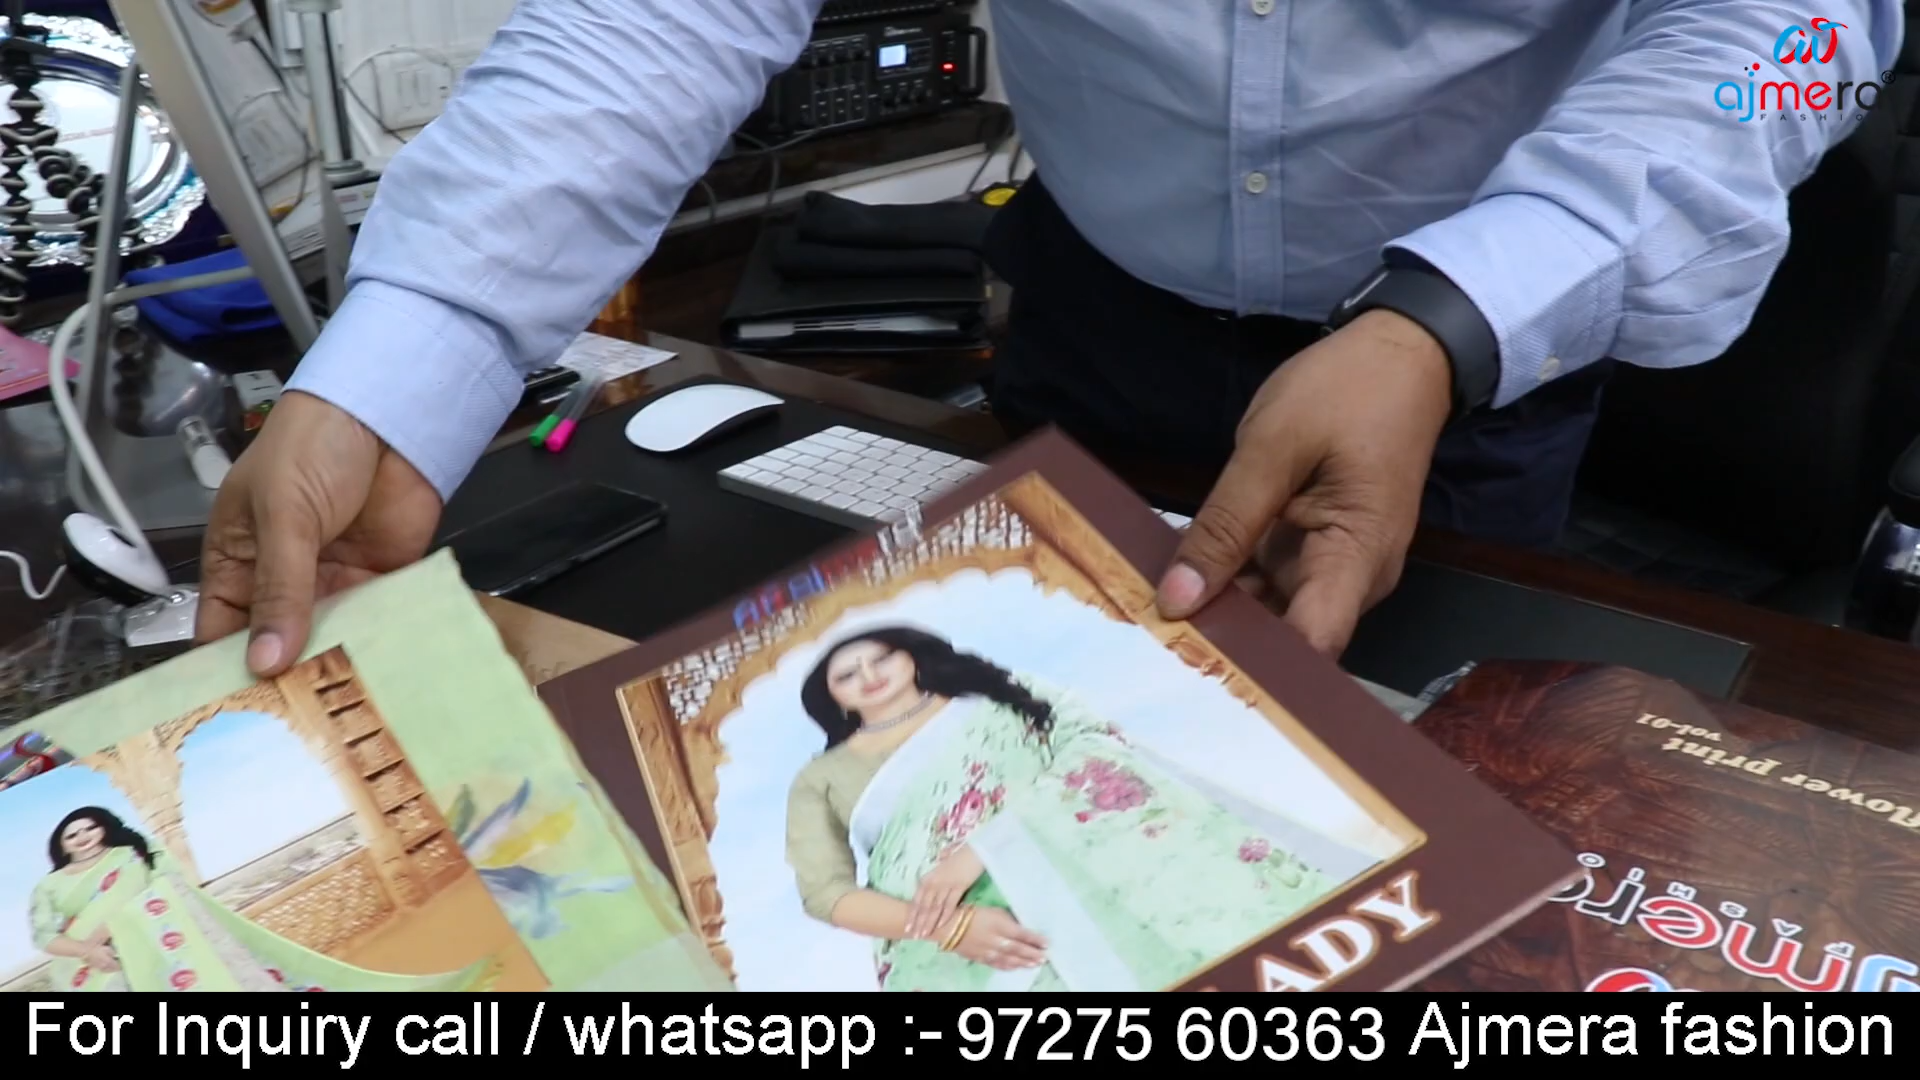 ajmera®
FASHION
LADY
flower print
vol-01
For Inquiry call / whatsapp :- 97275 60363 Ajmera fashion